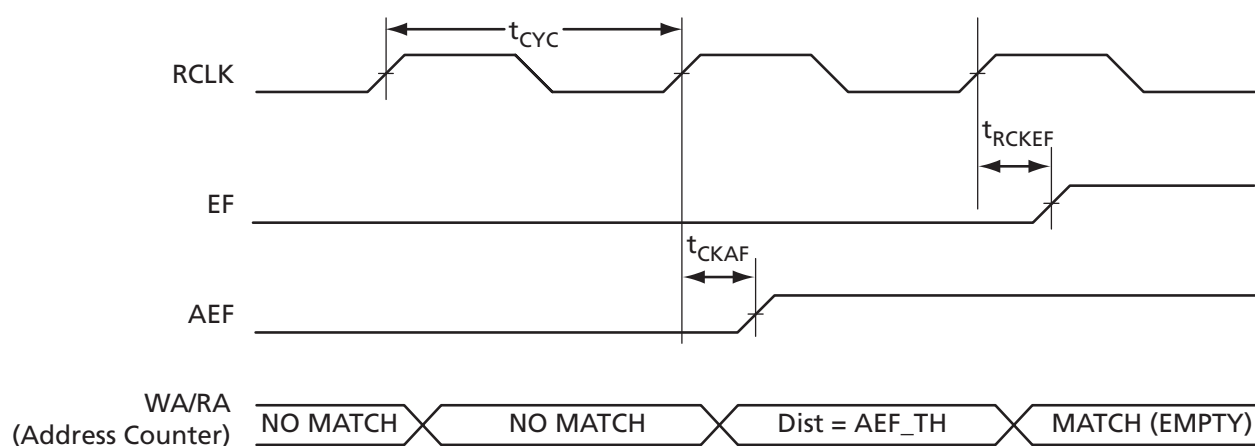 tCYC
RCLK
tRCKEF
EF
tCKAF
AEF
WA/RA
(Address Counter)
NO MATCH
NO MATCH
Dist = AEF_TH
MATCH (EMPTY)